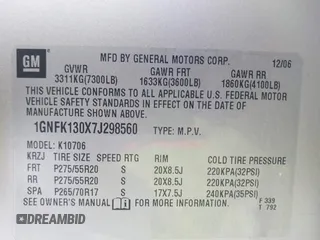 GM
MFD BY GENERAL MOTORS CORP. 12/06
GVWR GAWR FRT GAWR RR
3311KG(7300LB) 1633KG(3600LB) 1860KG(4100LB)
THIS VEHICLE CONFORMS TO ALL APPLICABLE U.S. FEDERAL MOTOR
VEHICLE SAFETY AND THEFT PREVENTION STANDARDS
IN EFFECT ON THE DATE OF
MANUFACTURE SHOWN ABOVE.
1GNFK130X7J298560 TYPE: M.P.V.
MODEL: K10706
KRZJ TIRE SIZE SPEED RTG RIM COLD TIRE PRESSURE
FRT P275/55R20 S 20X8.5J 220KPA(32PSI)
RR P275/55R20 S 20X8.5J 220KPA(32PSI)
SPA P265/70R17 S 17X7.5J 240KPA(35PSI)
SEE OWNER'S MANUAL FOR MORE INFORMATION
F 339
T 792
DREAMBID